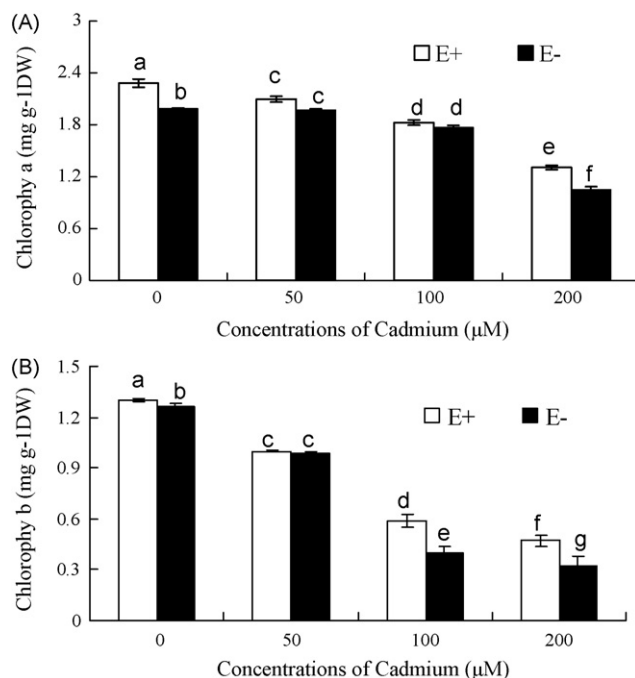 (A)
3
2.4
1.8
1.2
0.6
0
Chlorophy a (mg g-1DW)
E+ E-
a b c c d d e f
0 50 100 200
Concentrations of Cadmium (μM)
(B)
1.5
1.2
0.9
0.6
0.3
0
Chlorophy b (mg g-1DW)
E+ E-
a b c c d e f g
0 50 100 200
Concentrations of Cadmium (μM)